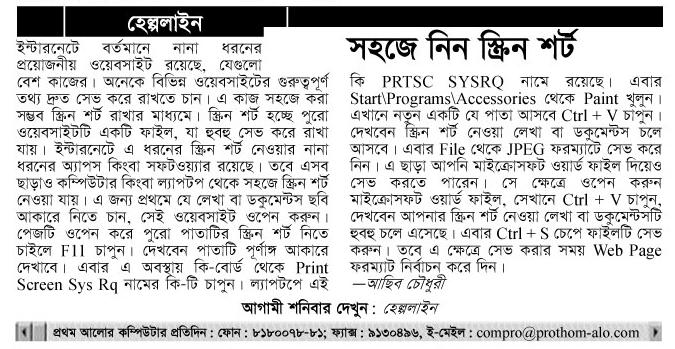 হেল্পলাইন
সহজে নিন স্ক্রিন শর্ট
ইন্টারনেটে বর্তমানে নানা ধরনের
প্রয়োজনীয় ওয়েবসাইট রয়েছে, যেগুলো
বেশ কাজের। অনেকে বিভিন্ন ওয়েবসাইটের গুরুত্বপূর্ণ
তথ্য দ্রুত সেভ করে রাখতে চান। এ কাজ সহজে করা
সম্ভব স্ক্রিন শর্ট রাখার মাধ্যমে। স্ক্রিন শর্ট হচ্ছে পুরো
ওয়েবসাইটটি একটি ফাইল, যা হুবহু সেভ করে রাখা
যায়। ইন্টারনেটে এ ধরনের স্ক্রিন শর্ট নেওয়ার নানা
ধরনের অ্যাপস কিংবা সফটওয়্যার রয়েছে। তবে এসব
ছাড়াও কম্পিউটার কিংবা ল্যাপটপ থেকে সহজে স্ক্রিন শর্ট
নেওয়া যায়। এ জন্য প্রথমে যে লেখা বা ডকুমেন্টস ছবি
আকারে নিতে চান, সেই ওয়েবসাইট ওপেন করুন।
পেজটি ওপেন করে পুরো পাতাটির স্ক্রিন শর্ট নিতে
চাইলে F11 চাপুন। দেখবেন পাতাটি পূর্ণাঙ্গ আকারে
দেখাবে। এবার এ অবস্থায় কি-বোর্ড থেকে Print
Screen Sys Rq নামের কি-টি চাপুন। ল্যাপটপে এই
কি PRTSC SYSRQ নামে রয়েছে। এবার
Start\Programs\Accessories থেকে Paint খুলুন।
এখানে নতুন একটি যে পাতা আসবে Ctrl + V চাপুন।
দেখবেন স্ক্রিন শর্ট নেওয়া লেখা বা ডকুমেন্টস চলে
আসবে। এবার File থেকে JPEG ফরম্যাটে সেভ করে
নিন। এ ছাড়া আপনি মাইক্রোসফট ওয়ার্ড ফাইল দিয়েও
সেভ করতে পারেন। সে ক্ষেত্রে ওপেন করুন
মাইক্রোসফট ওয়ার্ড ফাইল, সেখানে Ctrl + V চাপুন,
দেখবেন আপনার স্ক্রিন শর্ট নেওয়া লেখা বা ডকুমেন্টসটি
হুবহু চলে এসেছে। এবার Ctrl + S চেপে ফাইলটি সেভ
করুন। তবে এ ক্ষেত্রে সেভ করার সময় Web Page
ফরম্যাট নির্বাচন করে দিন।
—আছিব চৌধুরী
আগামী শনিবার দেখুন : হেল্পলাইন
প্রথম আলোর কম্পিউটার প্রতিদিন : ফোন : ৮১৮০০৭৮-৮১; ফ্যাক্স : ৯১৩০৪৯৬, ই-মেইল : compro@prothom-alo.com